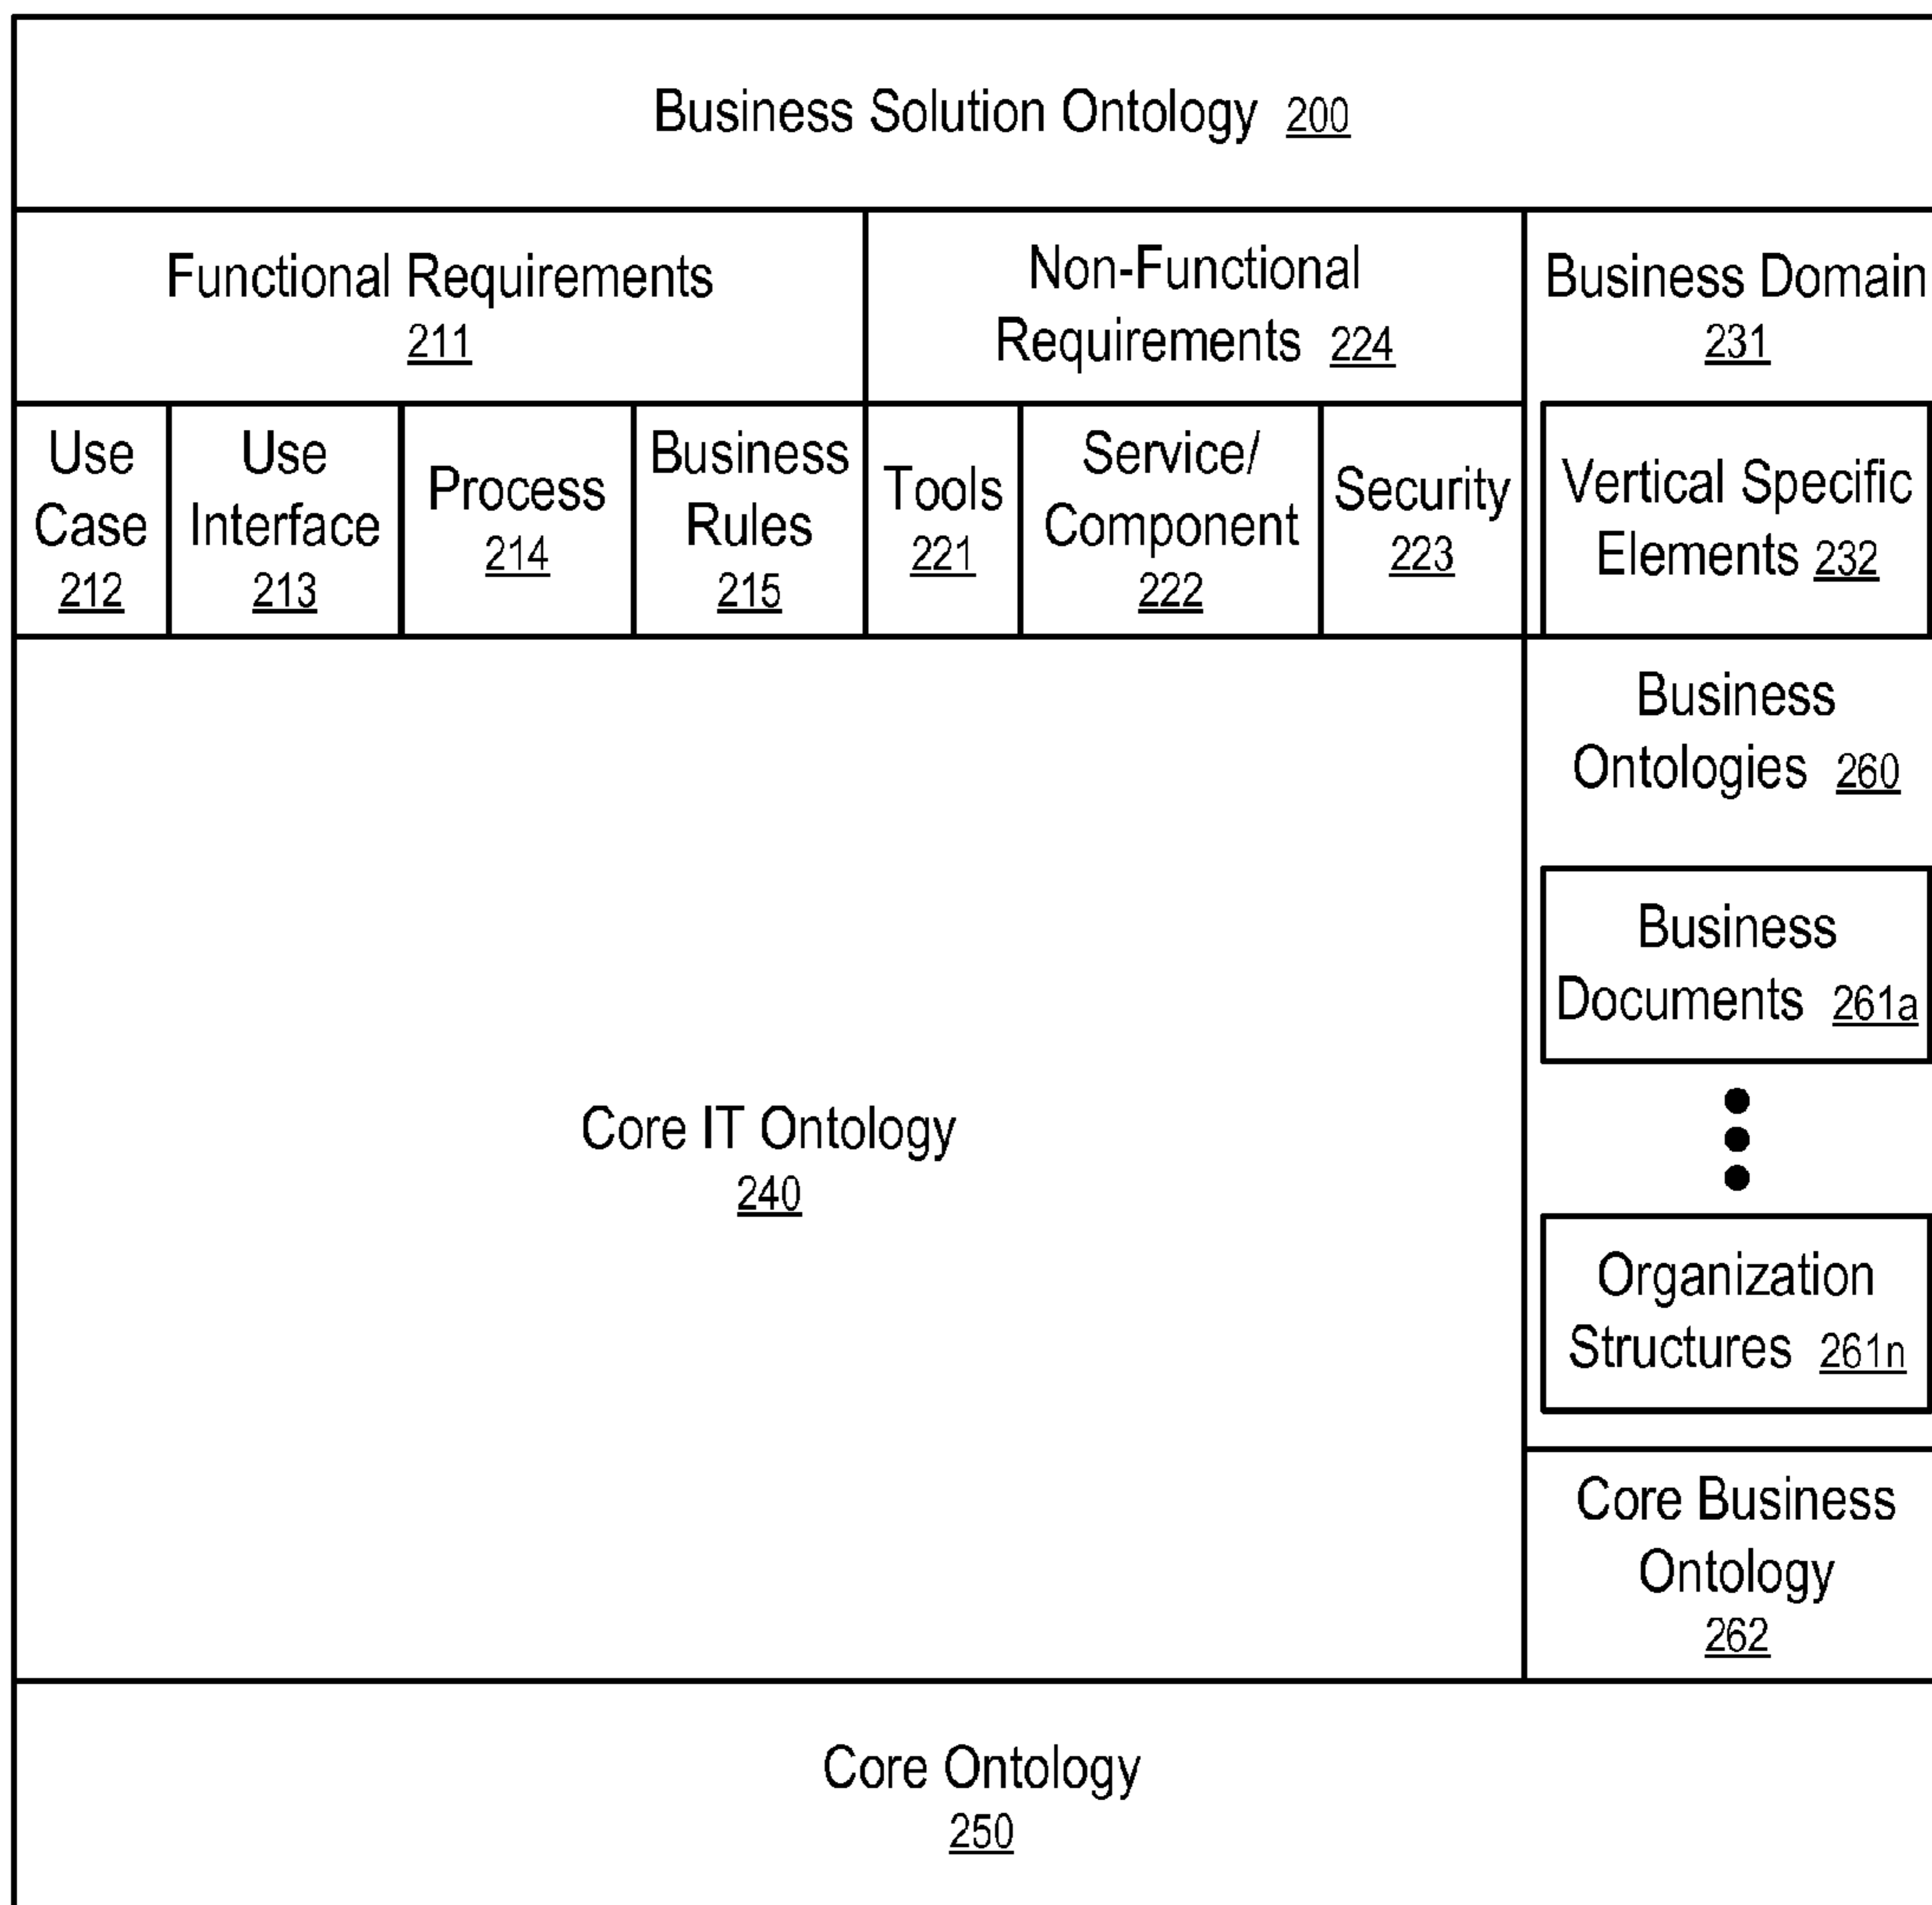 Business Solution Ontology 200
Functional Requirements
211
Non-Functional
Requirements 224
Business Domain
231
Use
Case
212
Use
Interface
213
Process
214
Business
Rules
215
Tools
221
Service/
Component
222
Security
223
Vertical Specific
Elements 232
Core IT Ontology
240
Business
Ontologies 260
Business
Documents 261a
Organization
Structures 261n
Core Business
Ontology
262
Core Ontology
250